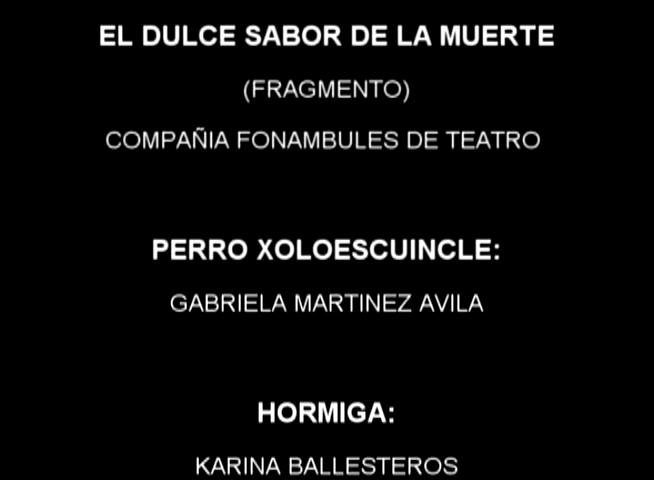 EL DULCE SABOR DE LA MUERTE
(FRAGMENTO)
COMPAÑIA FONAMBULES DE TEATRO
PERRO XOLOESCUINCLE:
GABRIELA MARTINEZ AVILA
HORMIGA:
KARINA BALLESTEROS